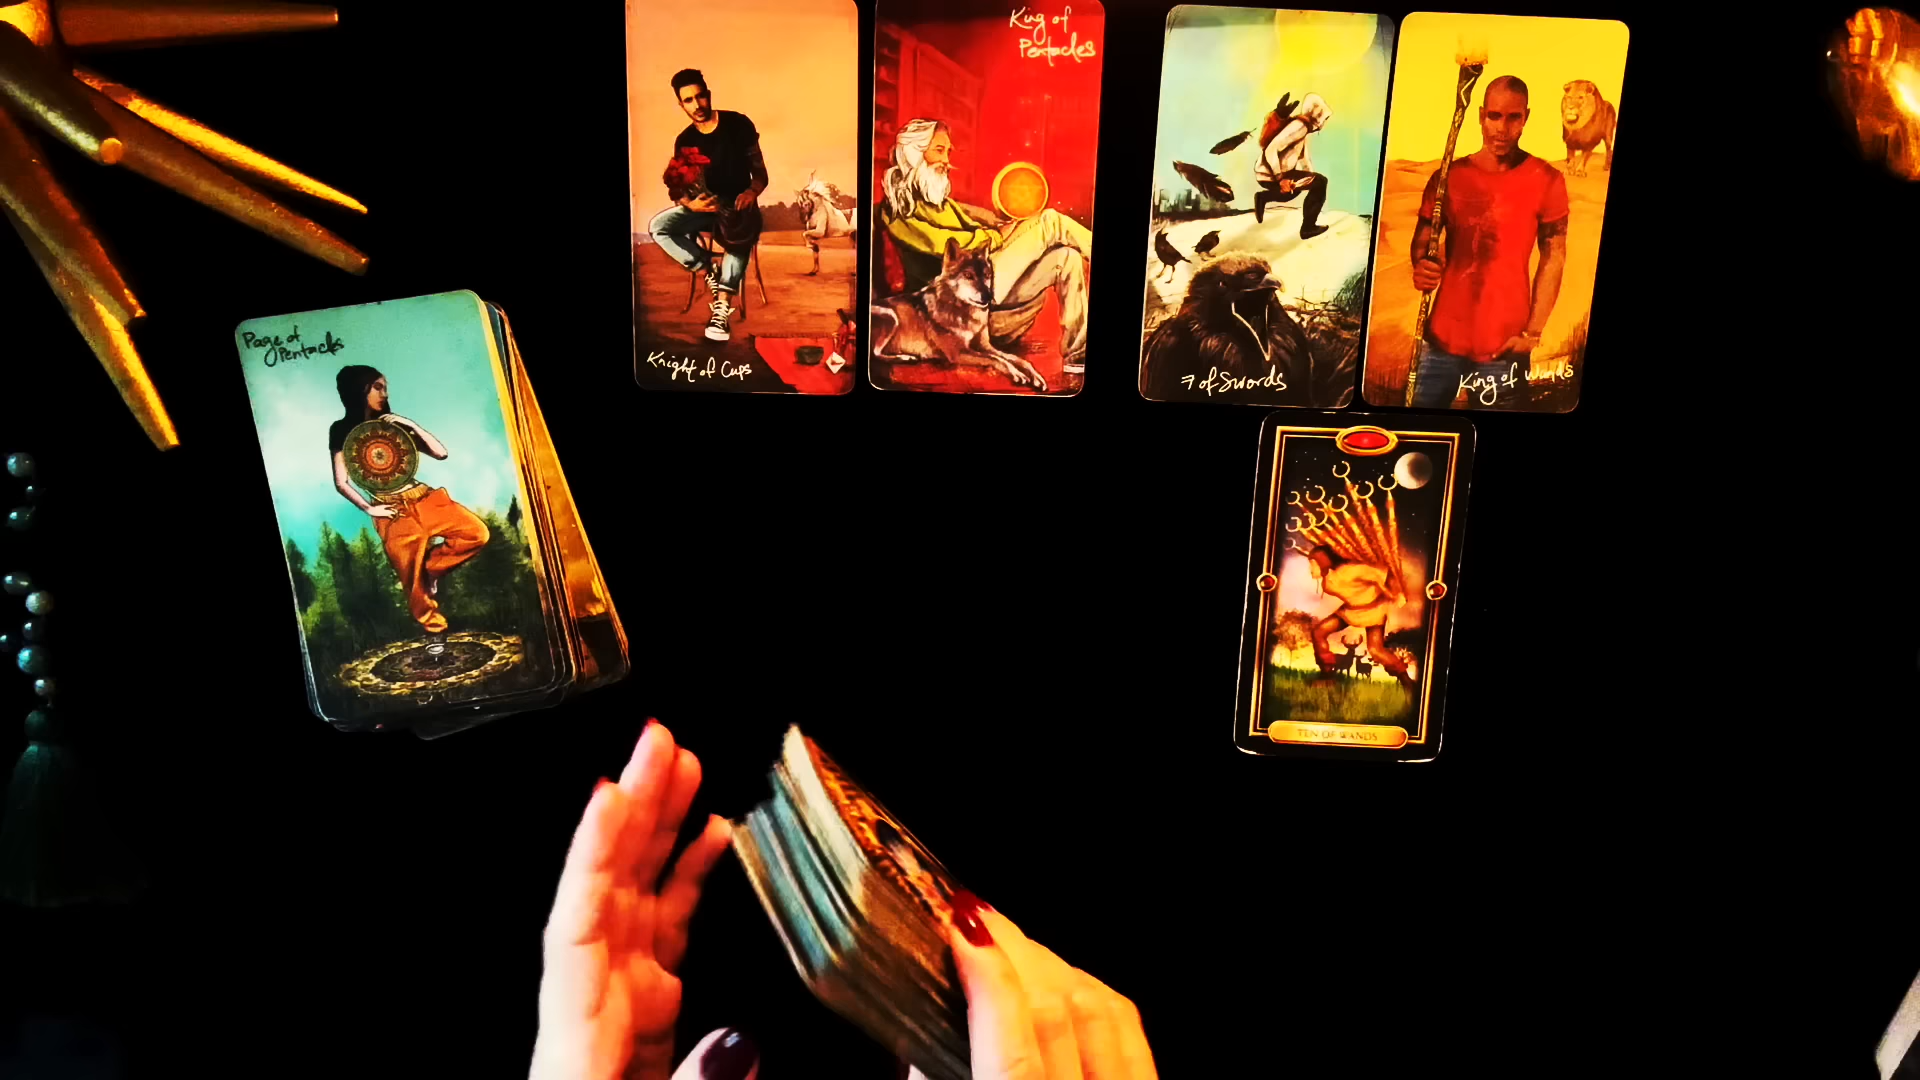 King of
Pentacles
Page of
Pentacles
Knight of Cups
7 of Swords
King of Wands
TEN OF WANDS